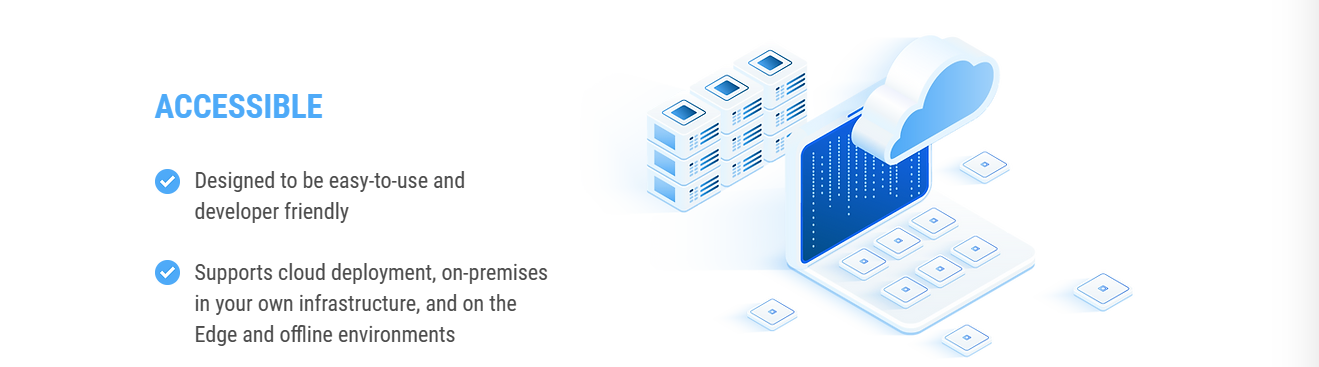 ACCESSIBLE
Designed to be easy-to-use and
developer friendly
Supports cloud deployment, on-premises
in your own infrastructure, and on the
Edge and offline environments